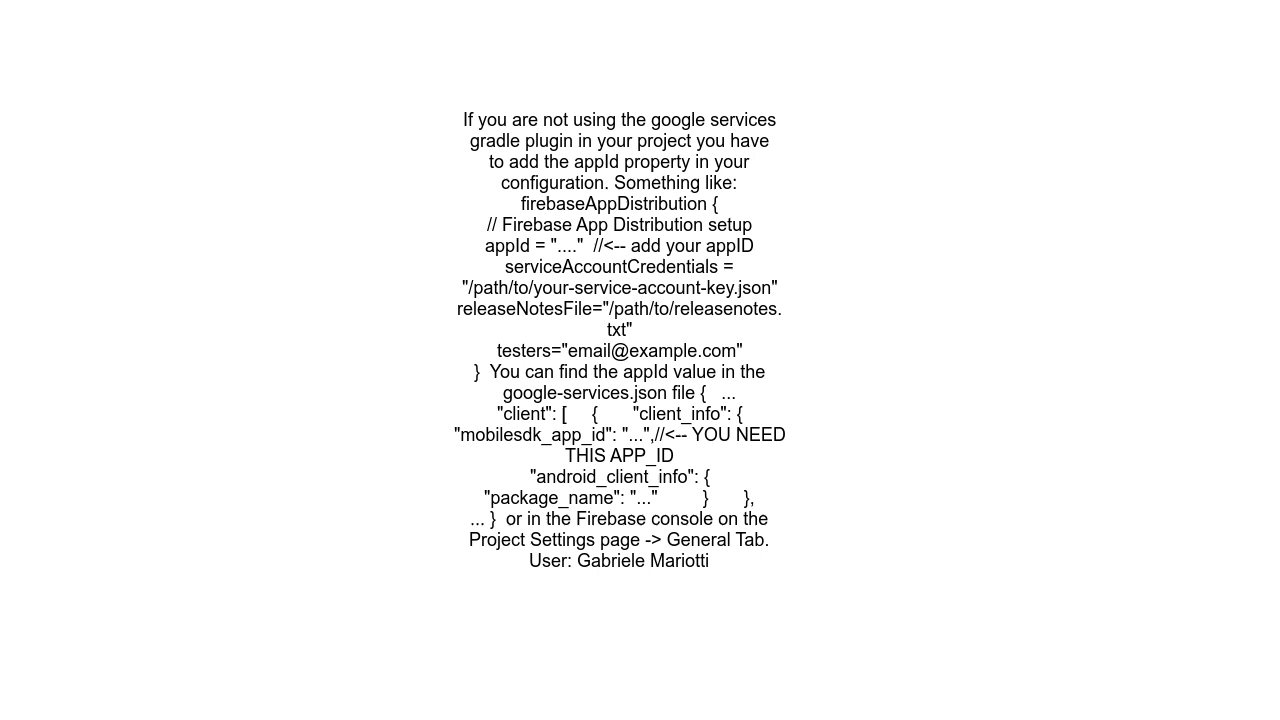 If you are not using the google services
gradle plugin in your project you have
to add the appId property in your
configuration. Something like:
firebaseAppDistribution {
// Firebase App Distribution setup
appId = "...."  //<-- add your appID
serviceAccountCredentials =
"/path/to/your-service-account-key.json"
releaseNotesFile="/path/to/releasenotes.
txt"
testers="email@example.com"
}  You can find the appId value in the
google-services.json file {   ...
"client": [     {       "client_info": {
"mobilesdk_app_id": "...",//<-- YOU NEED
THIS APP_ID
"android_client_info": {
"package_name": "..."         }       },
... }  or in the Firebase console on the
Project Settings page -> General Tab.
User: Gabriele Mariotti